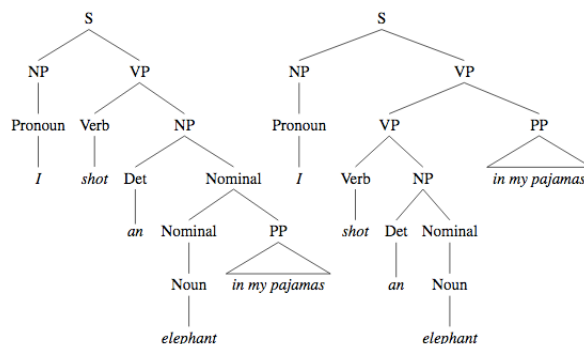 S S
NP VP NP VP
Pronoun Verb NP Pronoun VP PP
I shot Det Nominal I Verb NP in my pajamas
an Nominal PP shot Det Nominal
Noun in my pajamas an Noun
elephant elephant